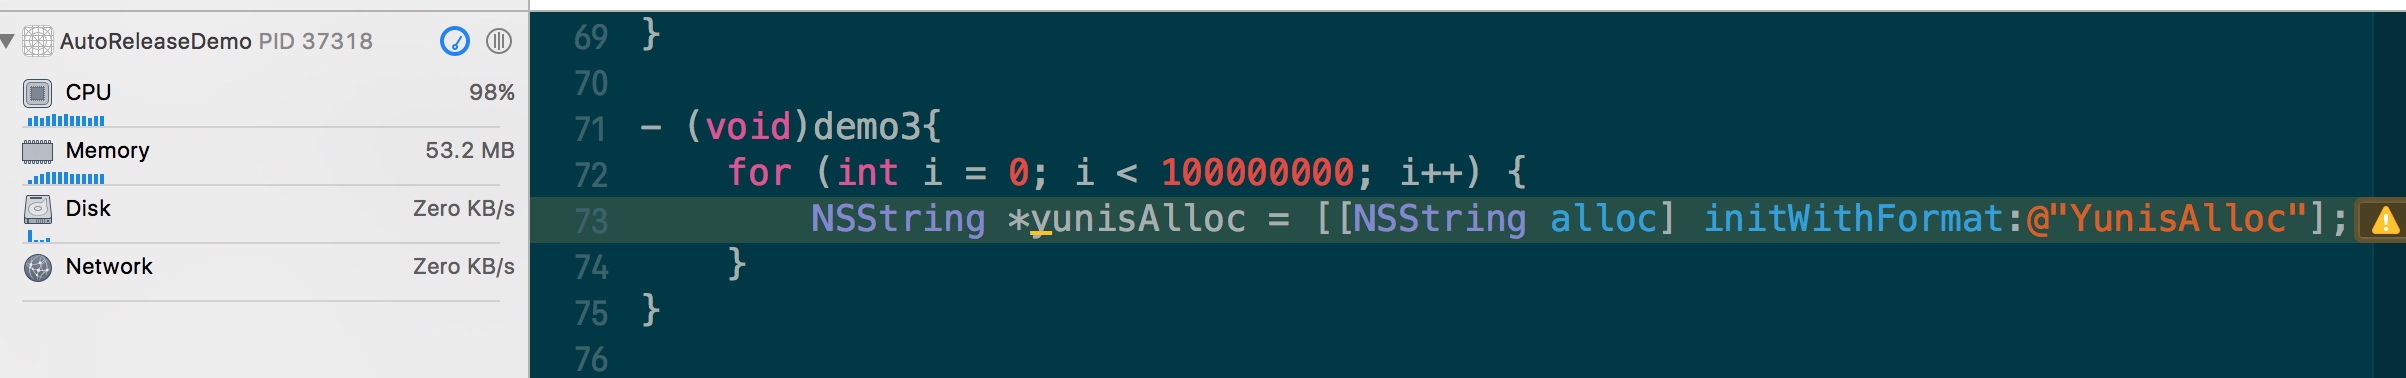 AutoReleaseDemo PID 37318
CPU 98%
Memory 53.2 MB
Disk Zero KB/s
Network Zero KB/s
69 }
70
71 - (void)demo3{
72 for (int i = 0; i < 100000000; i++) {
73 NSString *yunisAlloc = [[NSString alloc] initWithFormat:@"YunisAlloc"];
74 }
75 }
76